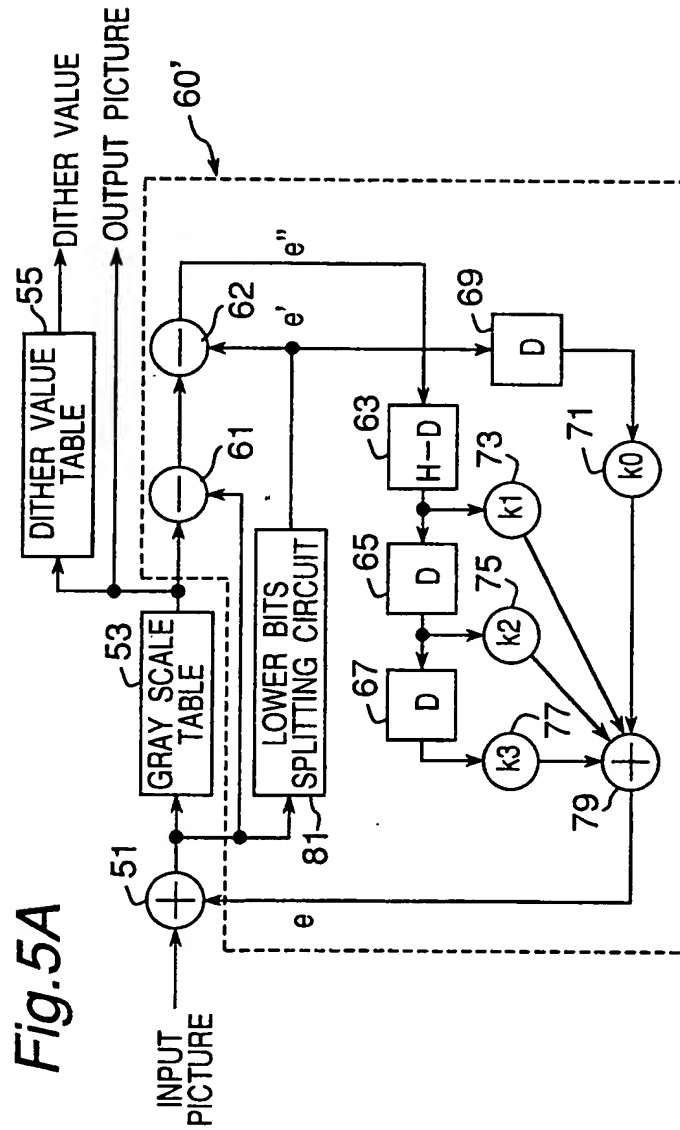 Fig.5A
INPUT
PICTURE
51
+
53
GRAY SCALE
TABLE
55
DITHER VALUE
TABLE
DITHER VALUE
OUTPUT PICTURE
60'
61
−
62
−
e"
e'
81
LOWER BITS
SPLITTING CIRCUIT
67
D
65
D
63
H-D
69
D
77
k3
75
k2
73
k1
71
k0
79
+
e